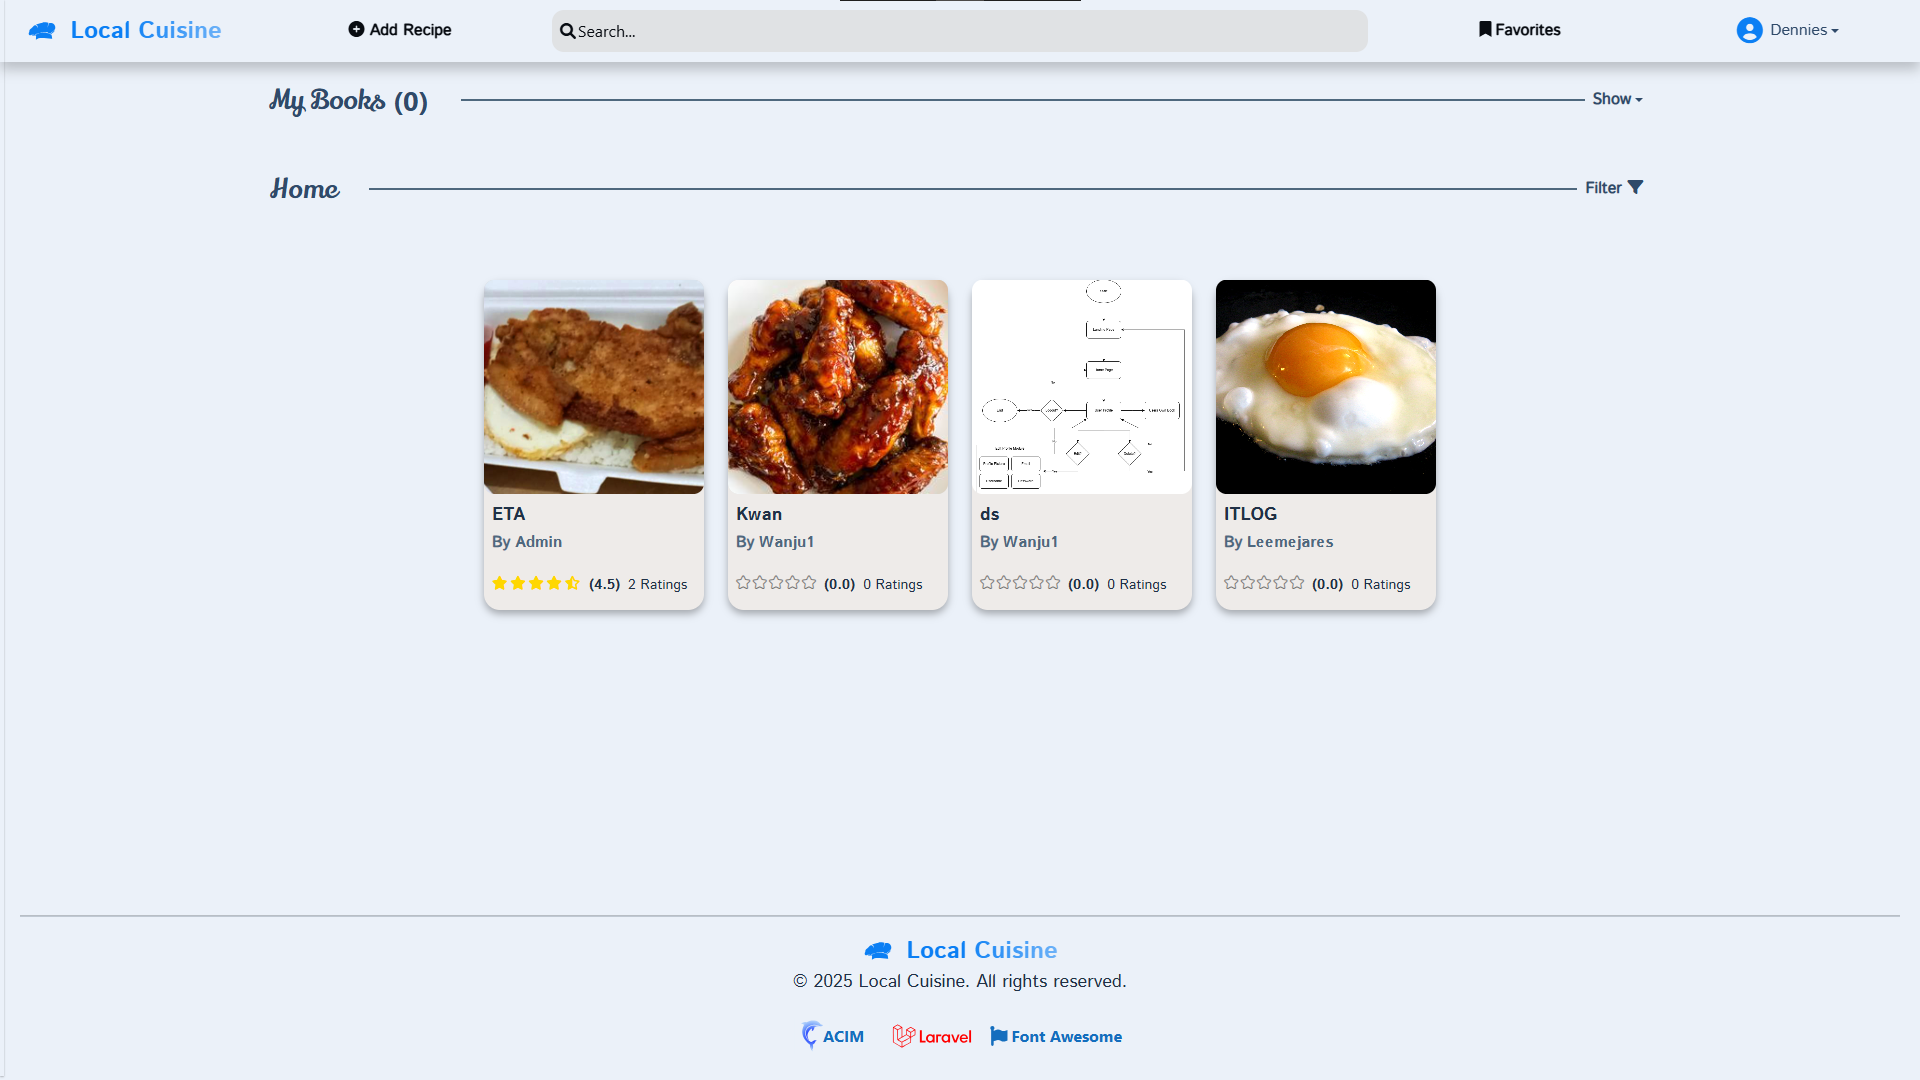 Local Cuisine
Add Recipe
Search...
Favorites
Dennies
My Books (0)
Show
Home
Filter
ETA
By Admin
(4.5) 2 Ratings
Kwan
By Wanju1
(0.0) 0 Ratings
ds
By Wanju1
(0.0) 0 Ratings
ITLOG
By Leemejares
(0.0) 0 Ratings
Local Cuisine
© 2025 Local Cuisine. All rights reserved.
ACIM
Laravel
Font Awesome